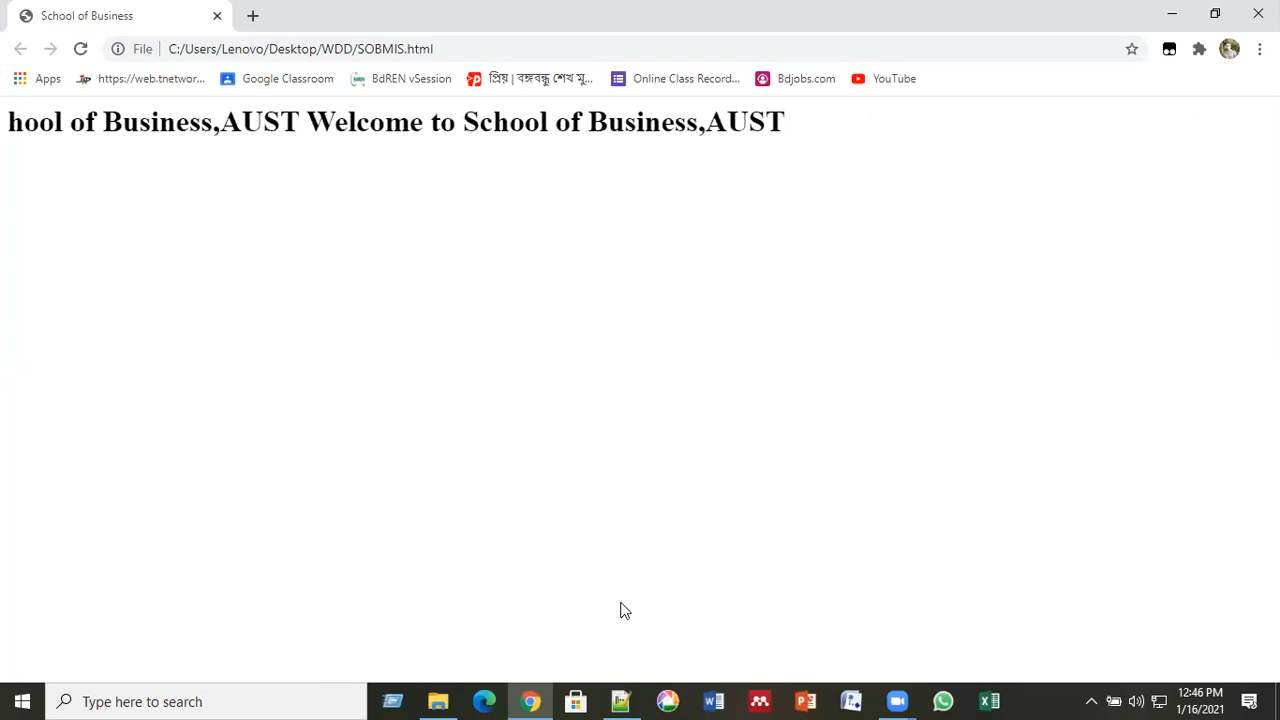 School of Business
File C:/Users/Lenovo/Desktop/WDD/SOBMIS.html
Apps https://web.tnetwor... Google Classroom BdREN vSession প্রিয় | বঙ্গবন্ধু শেখ মু... Online Class Record... Bdjobs.com YouTube
hool of Business,AUST Welcome to School of Business,AUST
Type here to search
12:46 PM
1/16/2021